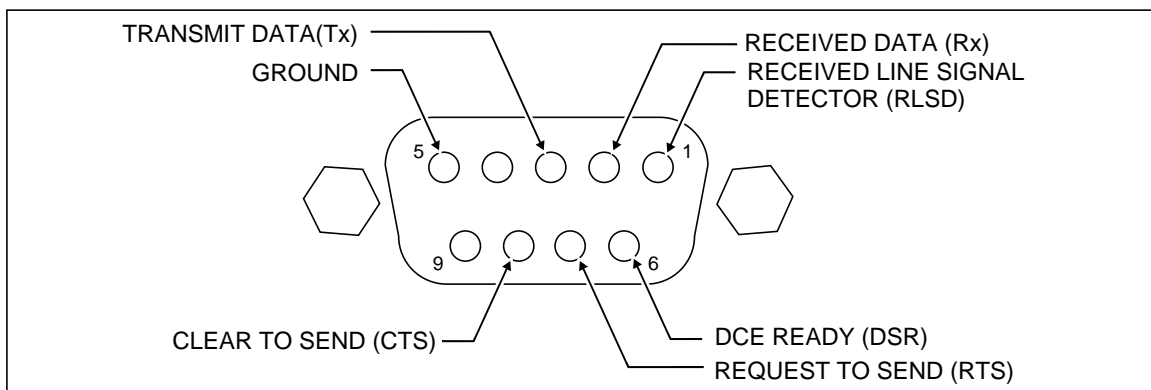 TRANSMIT DATA(Tx)
GROUND
RECEIVED DATA (Rx)
RECEIVED LINE SIGNAL
DETECTOR (RLSD)
5
1
9
6
CLEAR TO SEND (CTS)
DCE READY (DSR)
REQUEST TO SEND (RTS)